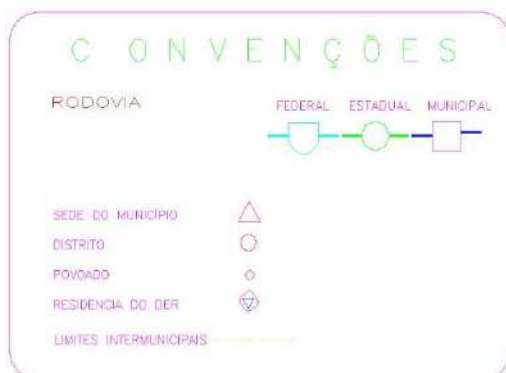 C O N V E N Ç Õ E S
RODOVIA
FEDERAL ESTADUAL MUNICIPAL
SEDE DO MUNICÍPIO
DISTRITO
POVOADO
RESIDENCIA DO DER
LIMITES INTERMUNICIPAIS